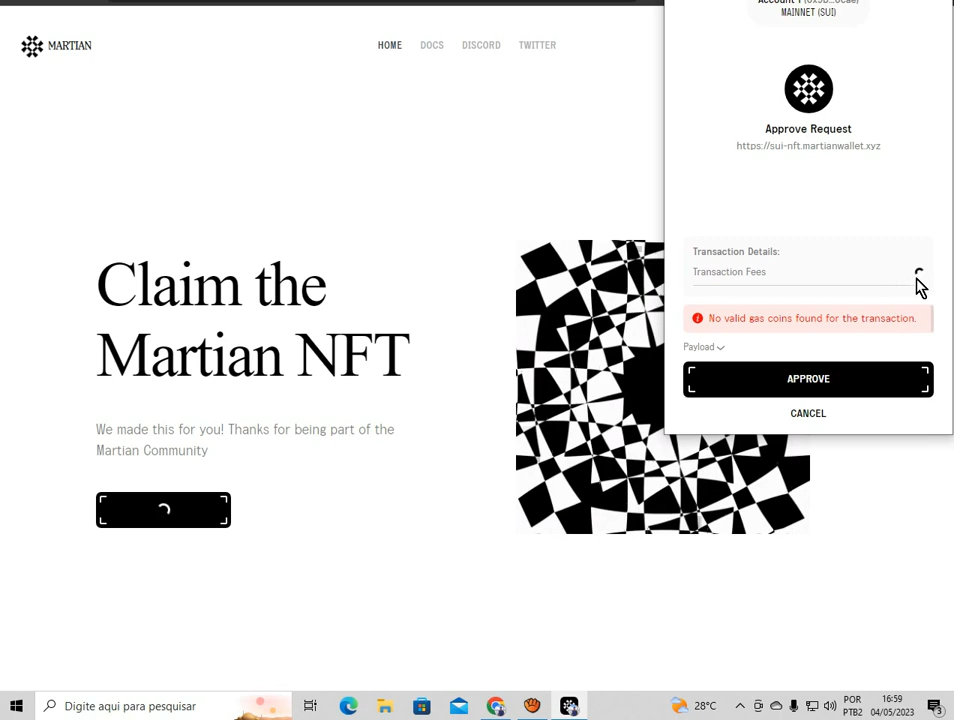 MAINNET (SUI)
MARTIAN
HOME
DOCS
DISCORD
TWITTER
Approve Request
https://sui-nft.martianwallet.xyz
Transaction Details:
Transaction Fees
No valid gas coins found for the transaction.
Payload
APPROVE
CANCEL
Claim the
Martian NFT
We made this for you! Thanks for being part of the
Martian Community
Digite aqui para pesquisar
28°C
POR
PTB2
16:59
04/05/2023
3